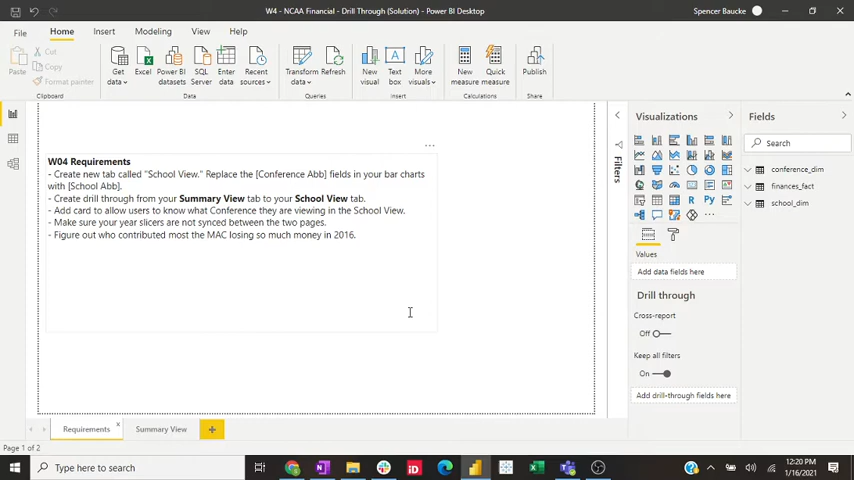 W4 - NCAA Financial - Drill Through (Solution) - Power BI Desktop
Spencer Baucke
File
Home
Insert
Modeling
View
Help
Paste
Cut
Copy
Format painter
Clipboard
Get data
Excel
Power BI datasets
SQL Server
Enter data
Recent sources
Data
Transform data
Refresh
Queries
New visual
Text box
More visuals
Insert
New measure
Quick measure
Calculations
Publish
Share
W04 Requirements
- Create new tab called “School View.” Replace the [Conference Abb] fields in your bar charts
with [School Abb].
- Create drill through from your Summary View tab to your School View tab.
- Add card to allow users to know what Conference they are viewing in the School View.
- Make sure your year slicers are not synced between the two pages.
- Figure out who contributed most the MAC losing so much money in 2016.
Filters
Visualizations
R
Py
Values
Add data fields here
Drill through
Cross-report
Off
Keep all filters
On
Add drill-through fields here
Fields
Search
conference_dim
finances_fact
school_dim
Requirements
Summary View
Page 1 of 2
Type here to search
12:20 PM
1/16/2021